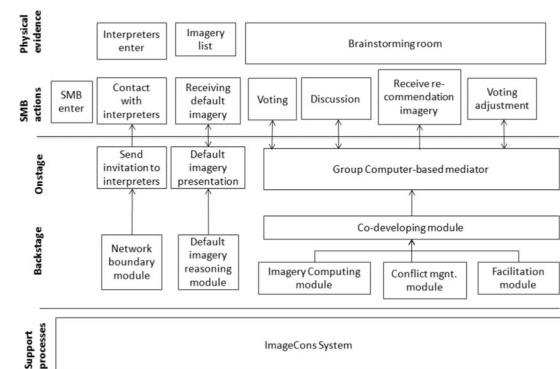 Physical
evidence
Interpreters
enter
Imagery
list
Brainstorming room
SMB
actions
SMB
enter
Contact
with
interpreters
Receiving
default
imagery
Voting
Discussion
Receive re-
commendation
imagery
Voting
adjustment
Onstage
Send
invitation to
interpreters
Default
imagery
presentation
Group Computer-based mediator
Backstage
Co-developing module
Network
boundary
module
Default
imagery
reasoning
module
Imagery Computing
module
Conflict mgnt.
module
Facilitation
module
Support
processes
ImageCons System